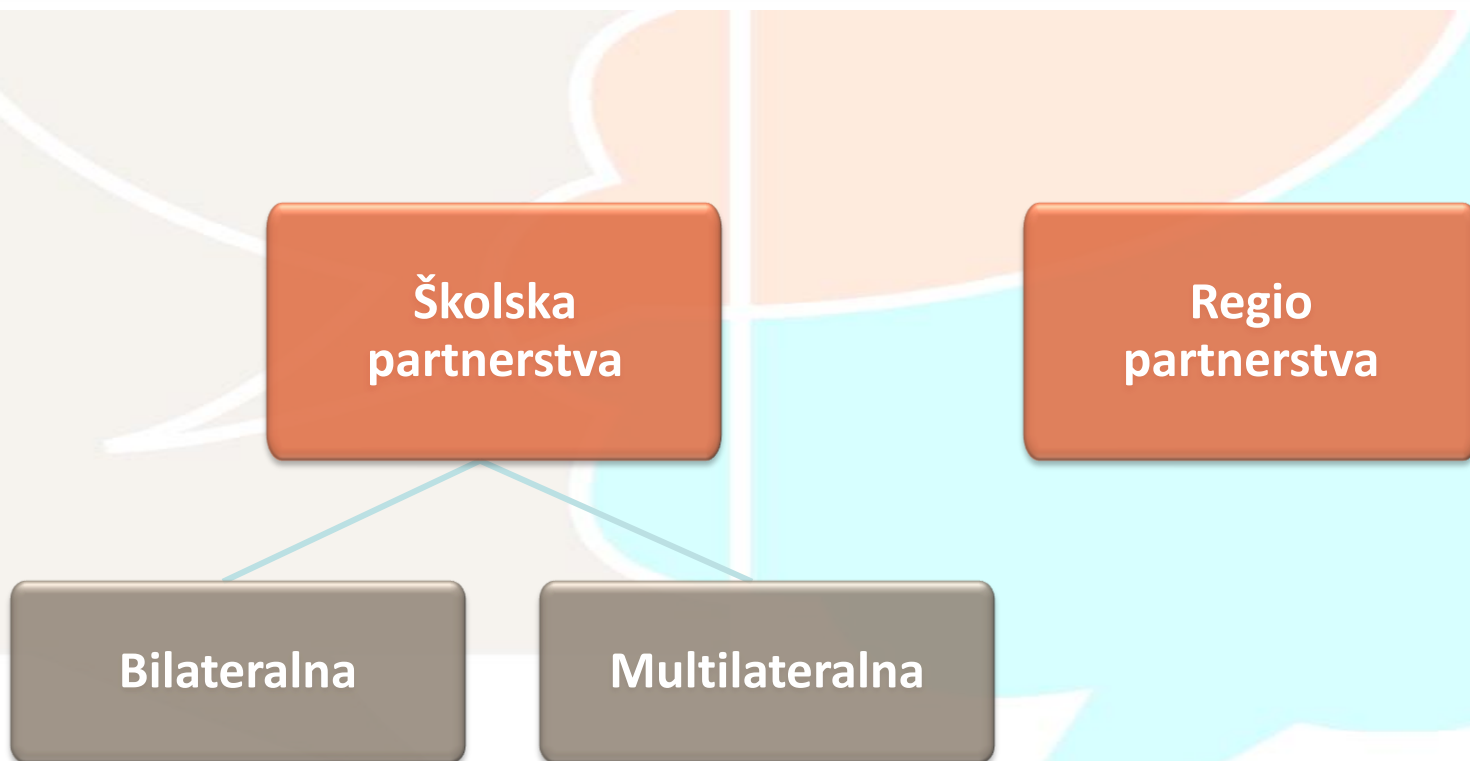 Školska
partnerstva
Regio
partnerstva
Bilateralna
Multilateralna